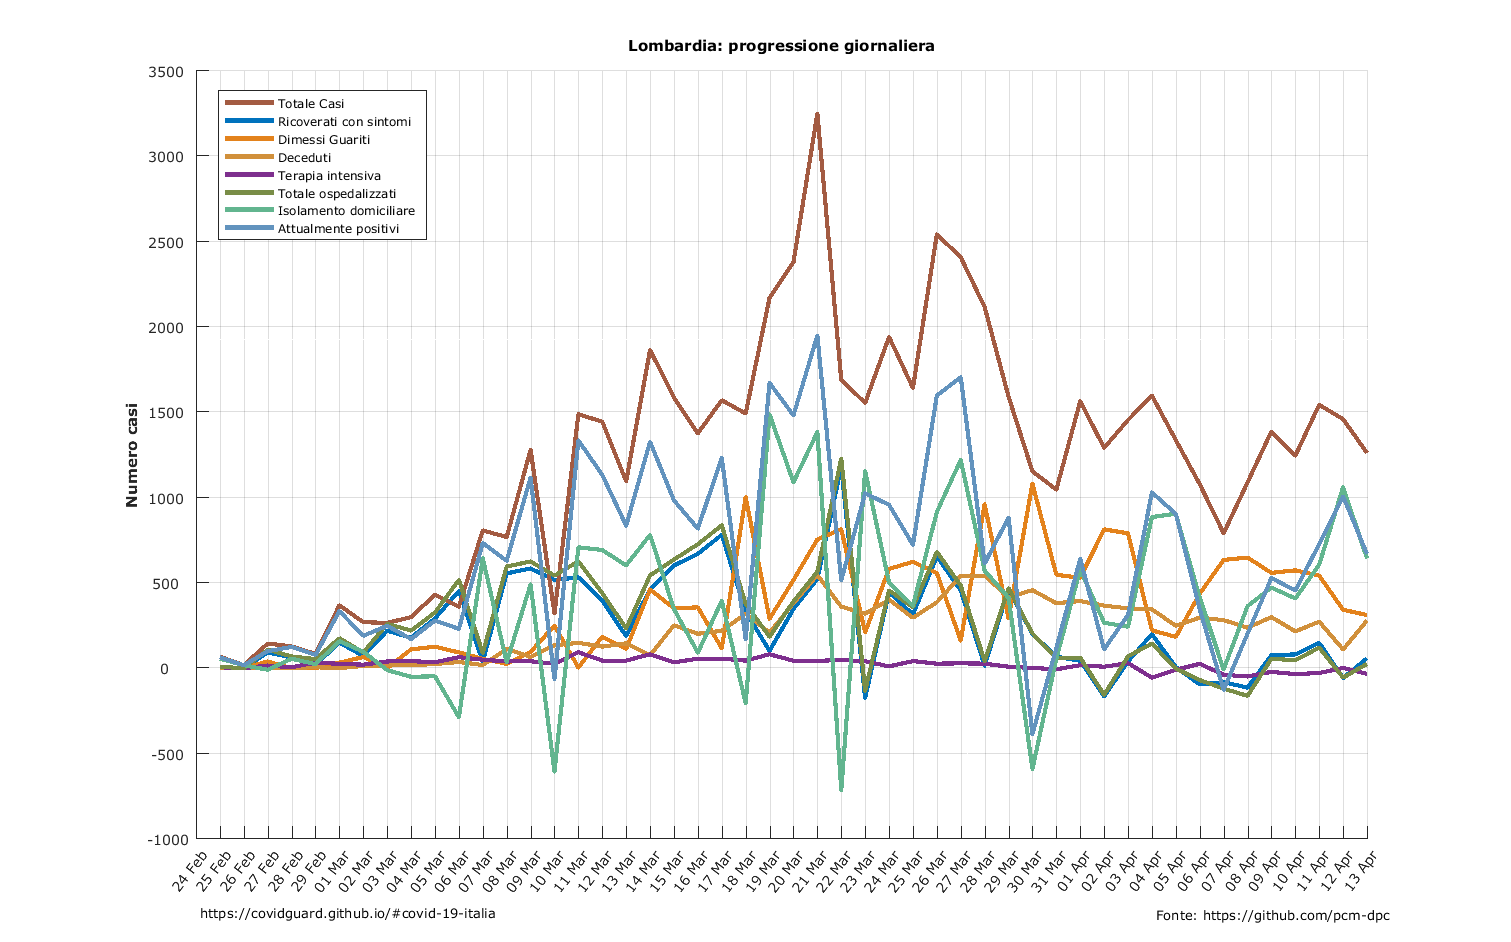 Lombardia: progressione giornaliera
3500
3000
2500
2000
1500
1000
500
0
-500
-1000
Numero casi
Totale Casi
Ricoverati con sintomi
Dimessi Guariti
Deceduti
Terapia intensiva
Totale ospedalizzati
Isolamento domiciliare
Attualmente positivi
24 Feb
25 Feb
26 Feb
27 Feb
28 Feb
29 Feb
01 Mar
02 Mar
03 Mar
04 Mar
05 Mar
06 Mar
07 Mar
08 Mar
09 Mar
10 Mar
11 Mar
12 Mar
13 Mar
14 Mar
15 Mar
16 Mar
17 Mar
18 Mar
19 Mar
20 Mar
21 Mar
22 Mar
23 Mar
24 Mar
25 Mar
26 Mar
27 Mar
28 Mar
29 Mar
30 Mar
31 Mar
01 Apr
02 Apr
03 Apr
04 Apr
05 Apr
06 Apr
07 Apr
08 Apr
09 Apr
10 Apr
11 Apr
12 Apr
13 Apr
https://covidguard.github.io/#covid-19-italia
Fonte: https://github.com/pcm-dpc